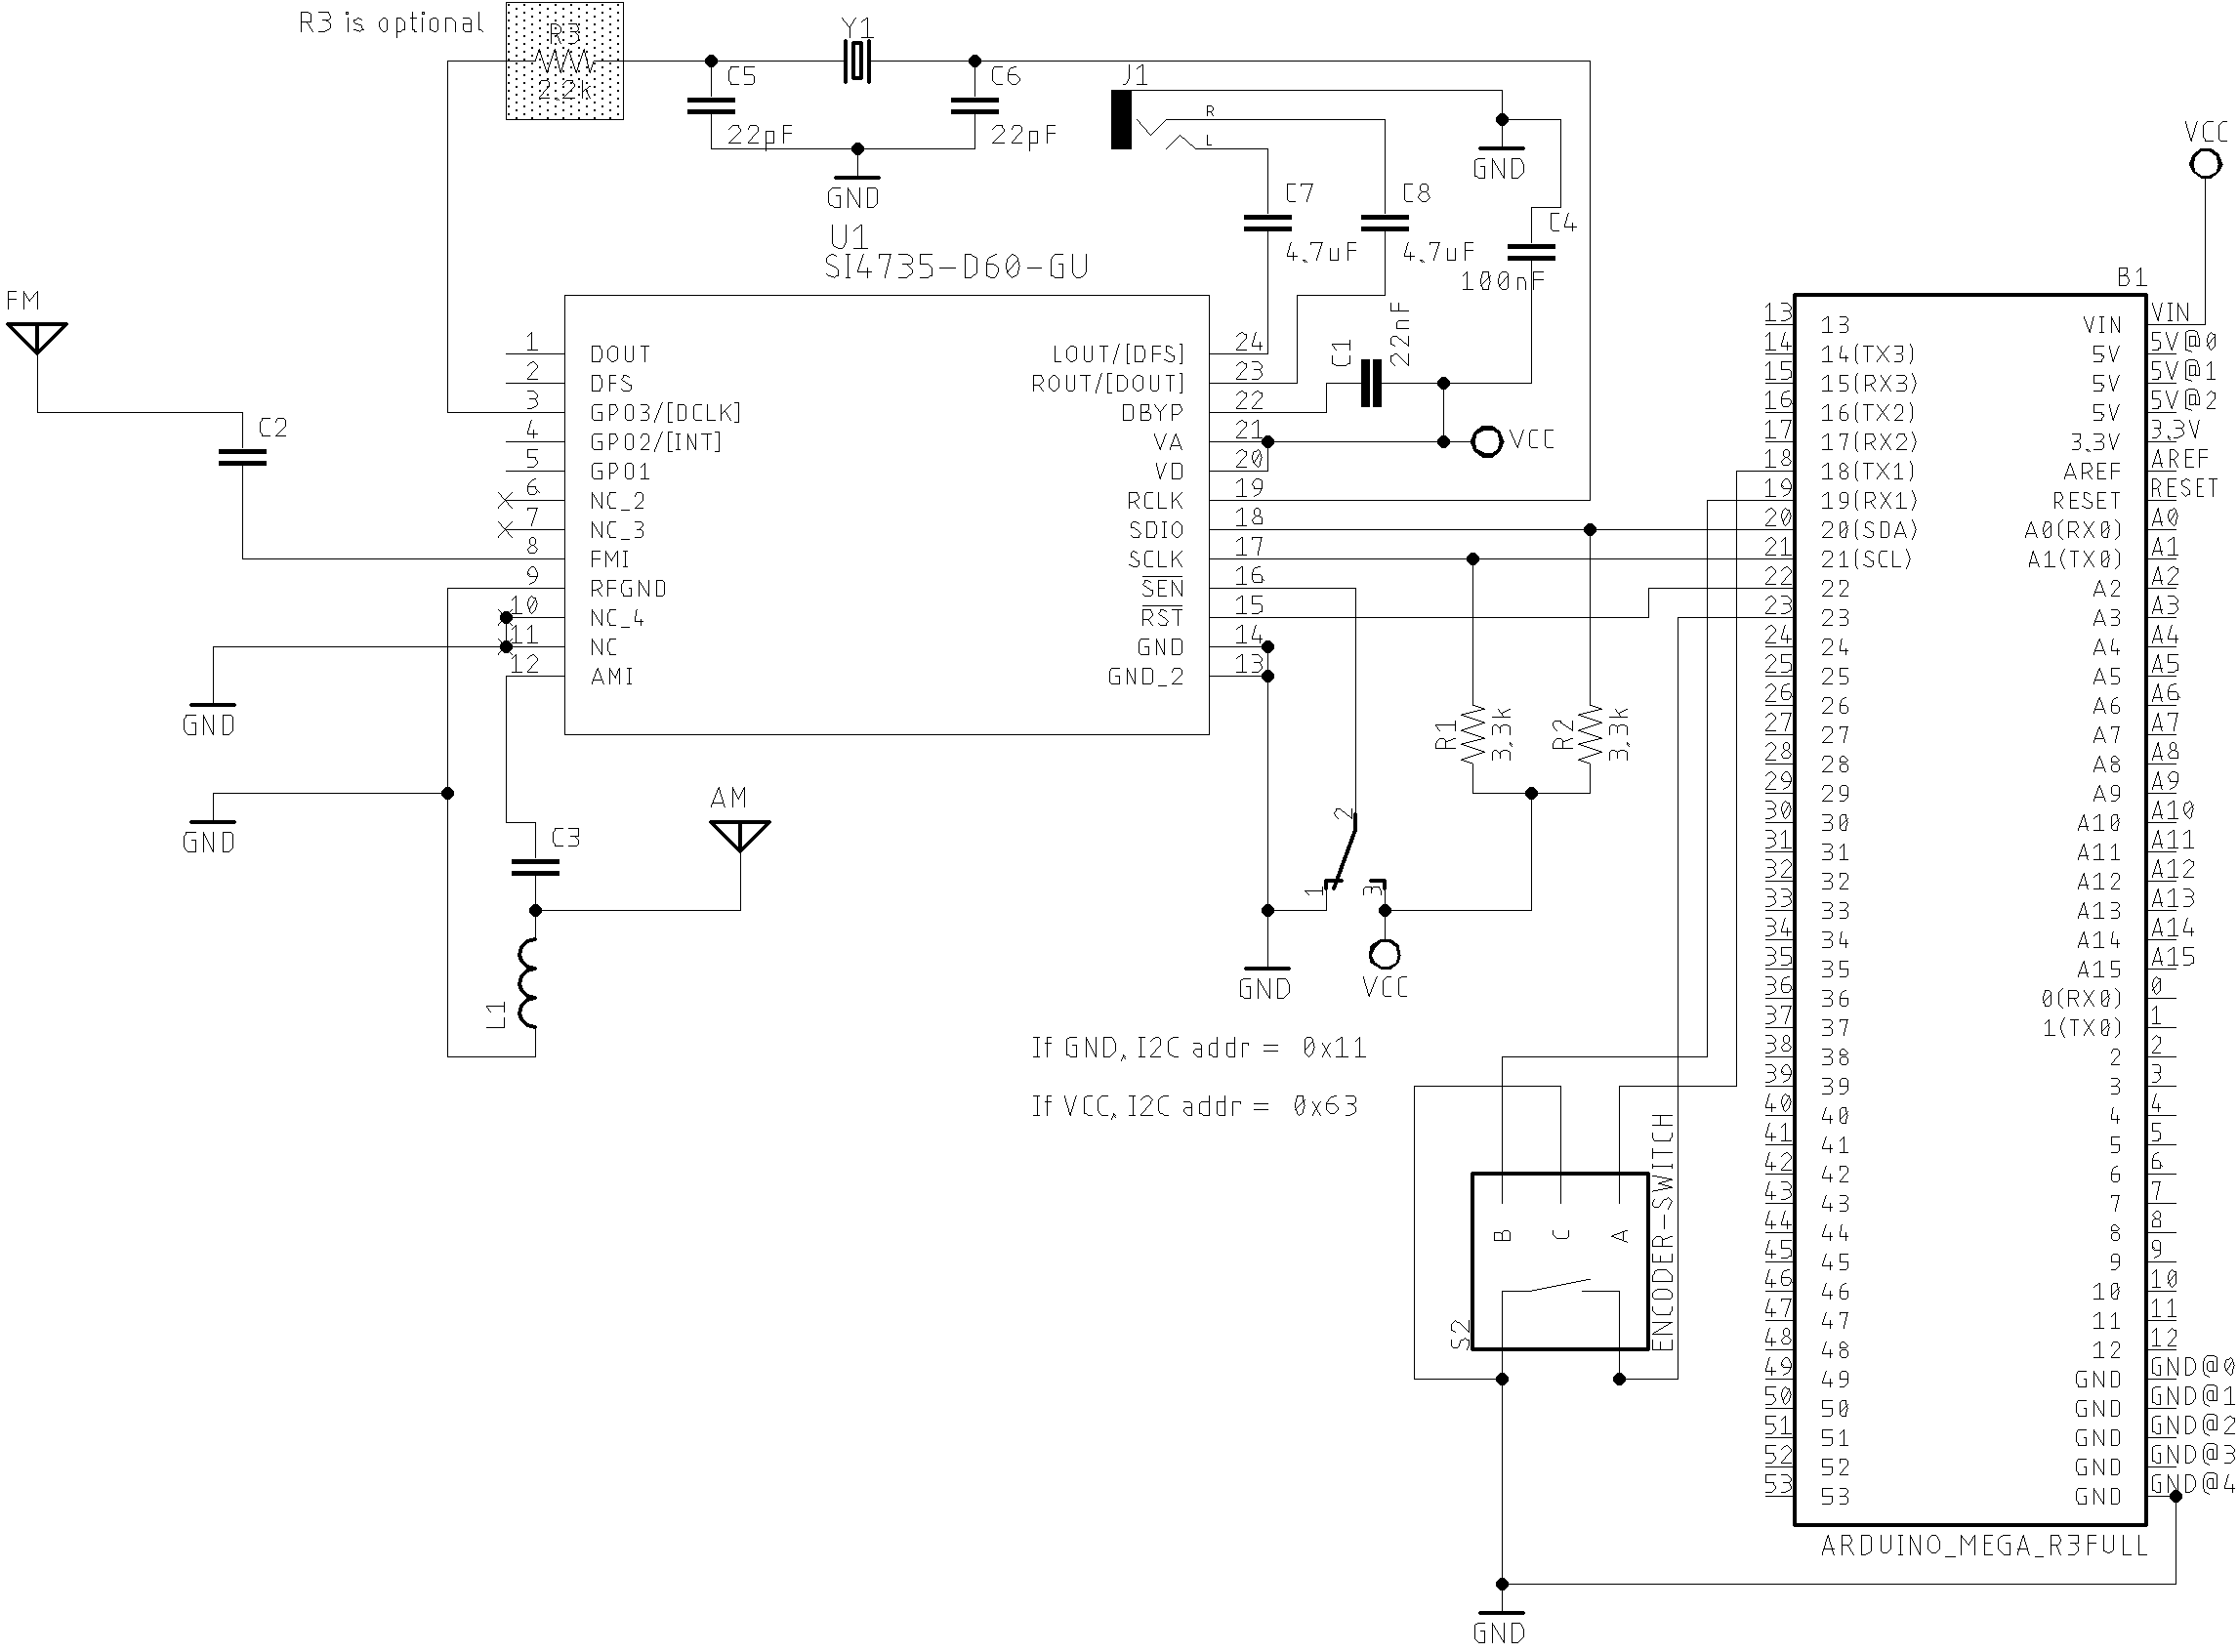 R3 is optional
R3
2.2k
C5
22pF
Y1
C6
22pF
GND
J1
R
L
GND
C7
4.7uF
C8
4.7uF
C4
100nF
C1
22nF
VCC
U1
SI4735-D60-GU
1 DOUT
2 DFS
3 GPO3/[DCLK]
4 GPO2/[INT]
5 GPO1
6 NC_2
7 NC_3
8 FMI
9 RFGND
10 NC_4
11 NC
12 AMI
LOUT/[DFS] 24
ROUT/[DOUT] 23
DBYP 22
VA 21
VD 20
RCLK 19
SDIO 18
SCLK 17
SEN 16
RST 15
GND 14
GND_2 13
FM
C2
GND
GND
C3
AM
L1
R1
3.3k
R2
3.3k
2
1
3
GND
VCC
If GND, I2C addr = 0x11
If VCC, I2C addr = 0x63
B
C
A
S2
ENCODER-SWITCH
GND
VCC
B1
13 13
14 14(TX3)
15 15(RX3)
16 16(TX2)
17 17(RX2)
18 18(TX1)
19 19(RX1)
20 20(SDA)
21 21(SCL)
22 22
23 23
24 24
25 25
26 26
27 27
28 28
29 29
30 30
31 31
32 32
33 33
34 34
35 35
36 36
37 37
38 38
39 39
40 40
41 41
42 42
43 43
44 44
45 45
46 46
47 47
48 48
49 49
50 50
51 51
52 52
53 53
VIN VIN
5V 5V@0
5V 5V@1
5V 5V@2
3.3V 3.3V
AREF AREF
RESET RESET
A0(RX0) A0
A1(TX0) A1
A2 A2
A3 A3
A4 A4
A5 A5
A6 A6
A7 A7
A8 A8
A9 A9
A10 A10
A11 A11
A12 A12
A13 A13
A14 A14
A15 A15
0(RX0) 0
1(TX0) 1
2 2
3 3
4 4
5 5
6 6
7 7
8 8
9 9
10 10
11 11
12 12
GND GND@0
GND GND@1
GND GND@2
GND GND@3
GND GND@4
ARDUINO_MEGA_R3FULL